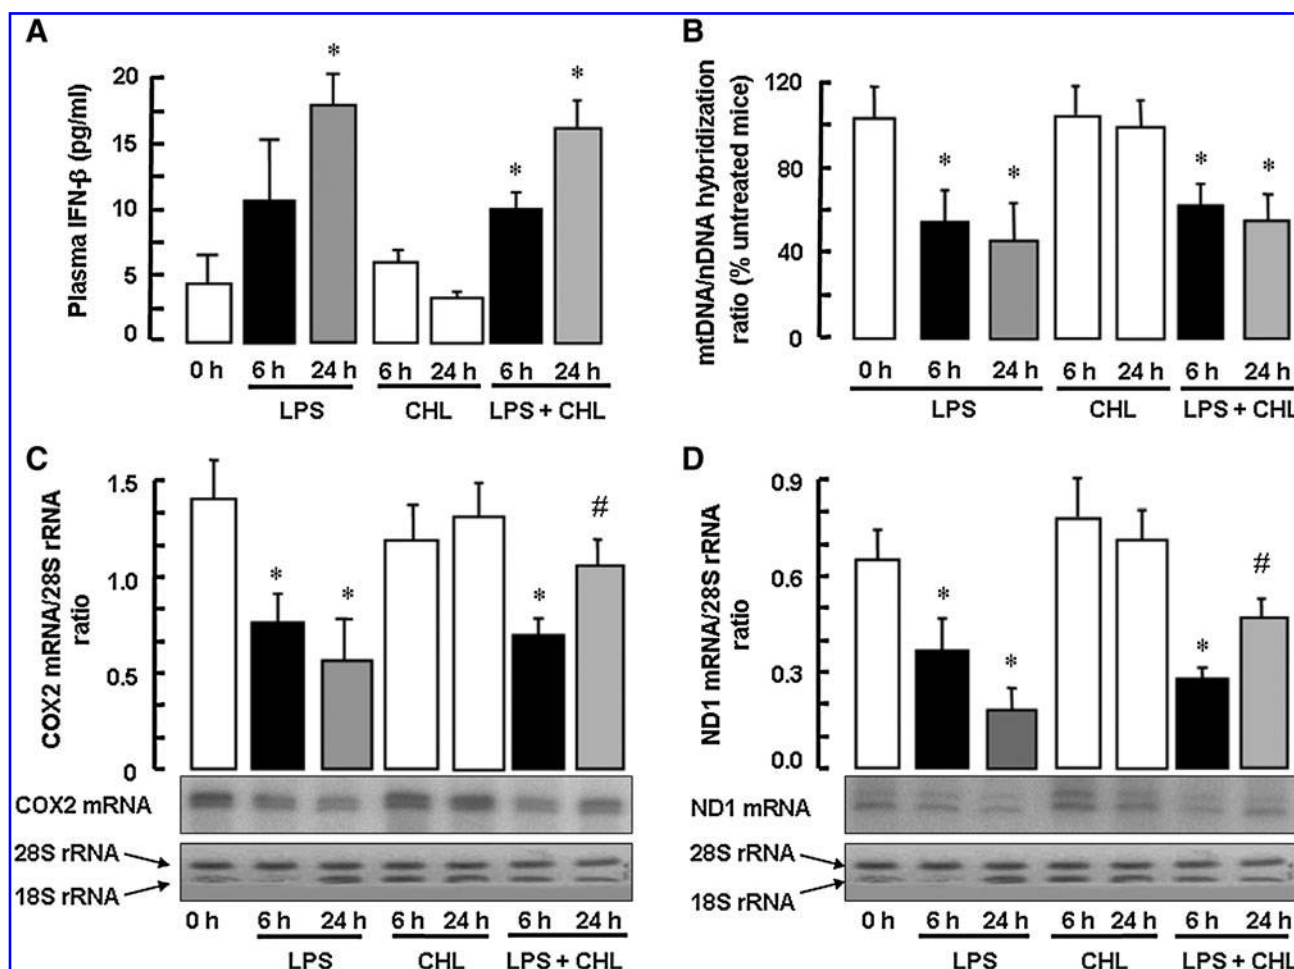 A
Plasma IFN-β (pg/ml)
20
15
10
5
0
*
*
*
0 h
6 h
24 h
6 h
24 h
6 h
24 h
LPS
CHL
LPS + CHL
B
mtDNA/nDNA hybridization
ratio (% untreated mice)
120
80
40
0
*
*
*
*
0 h
6 h
24 h
6 h
24 h
6 h
24 h
LPS
CHL
LPS + CHL
C
COX2 mRNA/28S rRNA
ratio
1.5
1.0
0.5
0
*
*
*
#
COX2 mRNA
28S rRNA
18S rRNA
0 h
6 h
24 h
6 h
24 h
6 h
24 h
LPS
CHL
LPS + CHL
D
ND1 mRNA/28S rRNA
ratio
0.9
0.6
0.3
0.0
*
*
*
#
ND1 mRNA
28S rRNA
18S rRNA
0 h
6 h
24 h
6 h
24 h
6 h
24 h
LPS
CHL
LPS + CHL